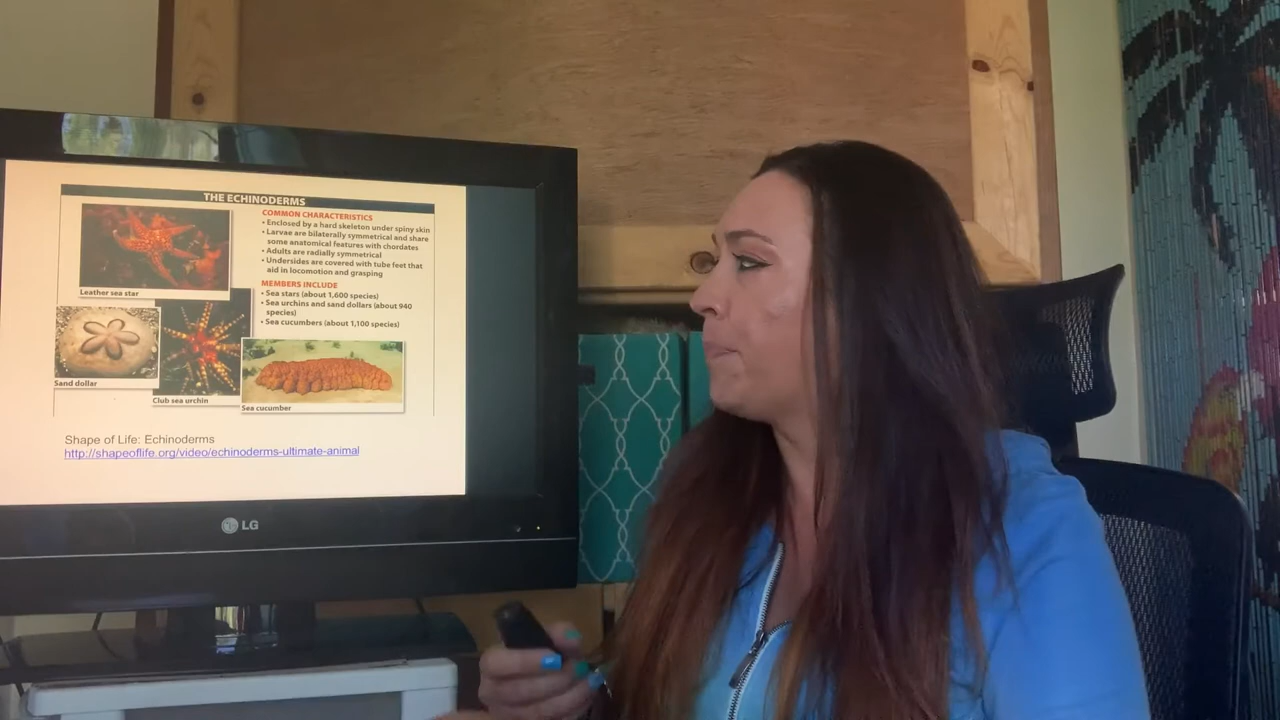 THE ECHINODERMS
COMMON CHARACTERISTICS
• Enclosed by a hard skeleton under spiny skin
• Larvae are bilaterally symmetrical and share
some anatomical features with chordates
• Adults are radially symmetrical
• Undersides are covered with tube feet that
aid in locomotion and grasping
MEMBERS INCLUDE
• Sea stars (about 1,600 species)
• Sea urchins and sand dollars (about 940
species)
• Sea cucumbers (about 1,100 species)
Leather sea star
Sand dollar
Club sea urchin
Sea cucumber
Shape of Life: Echinoderms
http://shapeoflife.org/video/echinoderms-ultimate-animal
LG